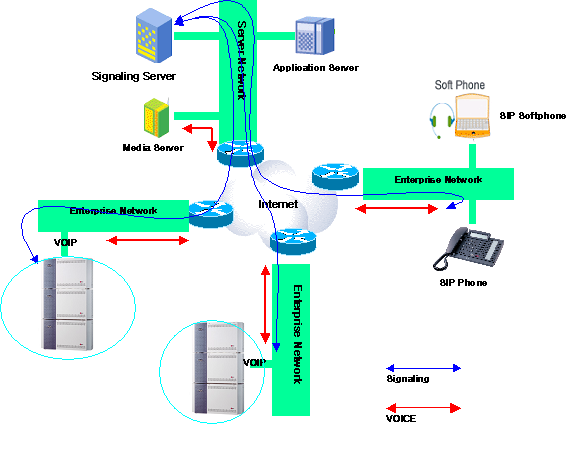 Server Network
Signaling Server
Application Server
Soft Phone
SIP Softphone
Media Server
Enterprise Network
Internet
Enterprise Network
VOIP
SIP Phone
Enterprise Network
VOIP
Signaling
VOICE